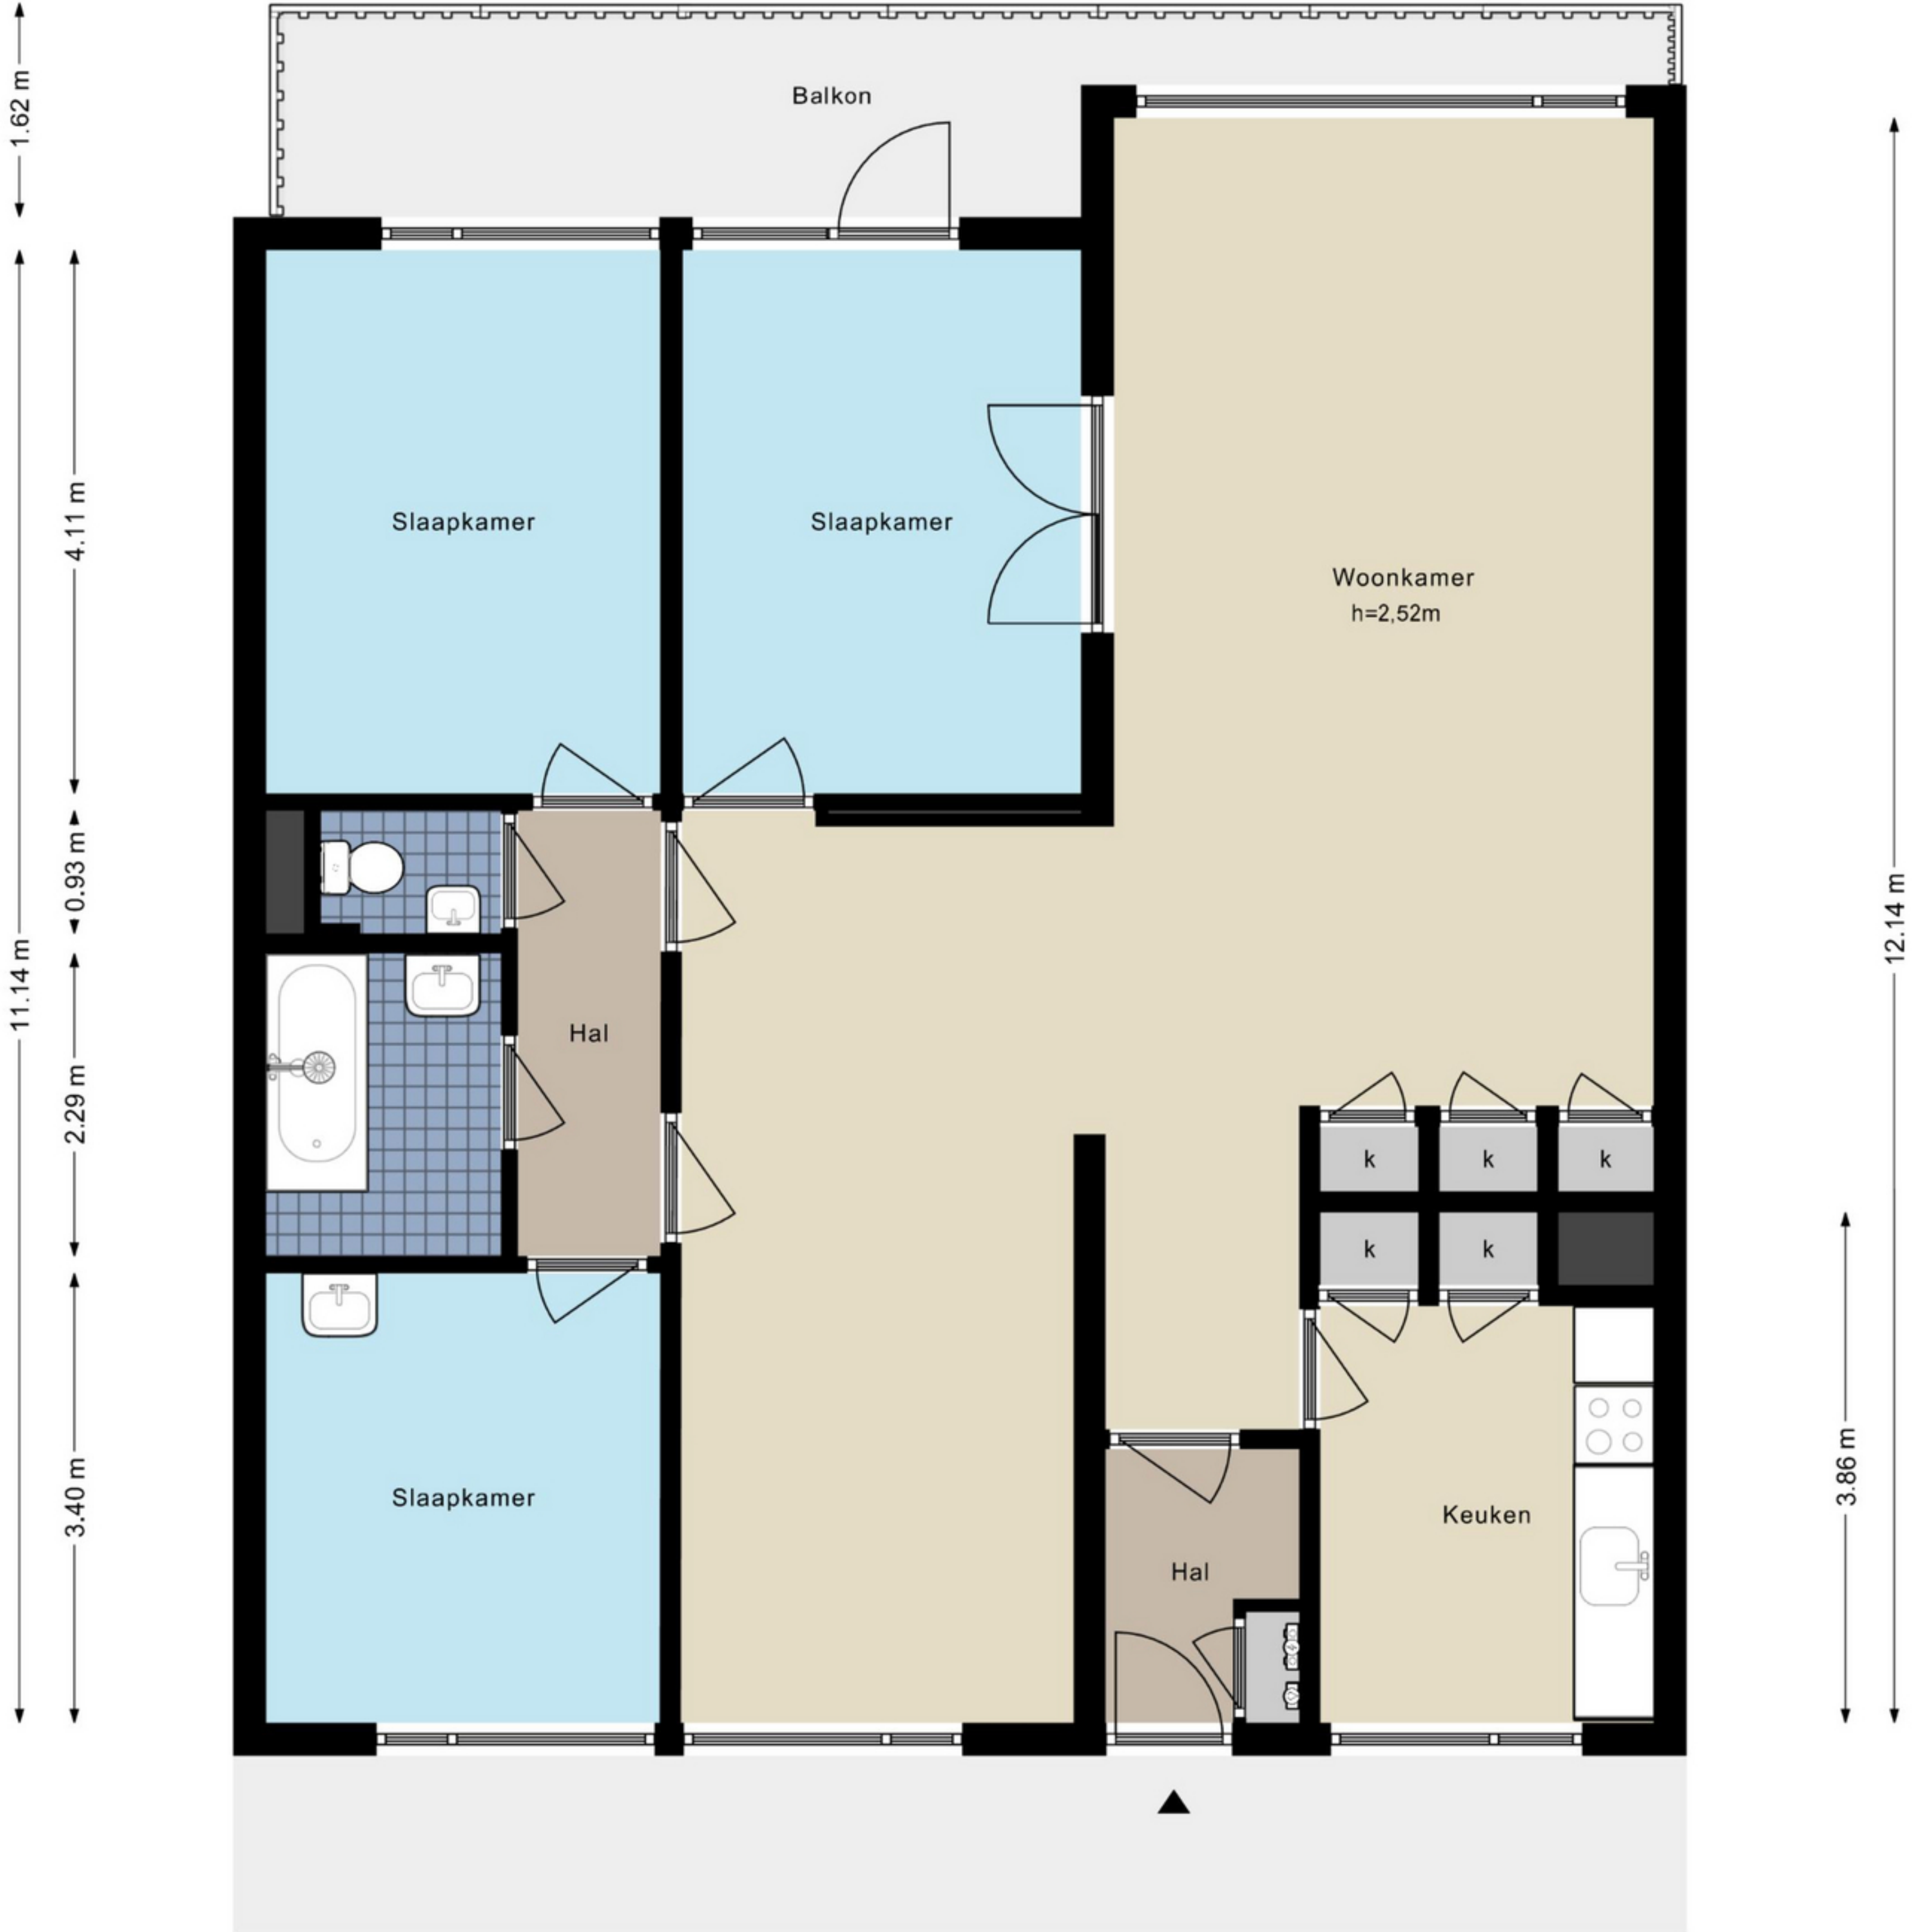 1.62 m
Balkon
4.11 m
Slaapkamer
Slaapkamer
Woonkamer
h=2,52m
0.93 m
11.14 m
12.14 m
2.29 m
Hal
k
k
k
k
k
3.40 m
Slaapkamer
3.86 m
Keuken
Hal